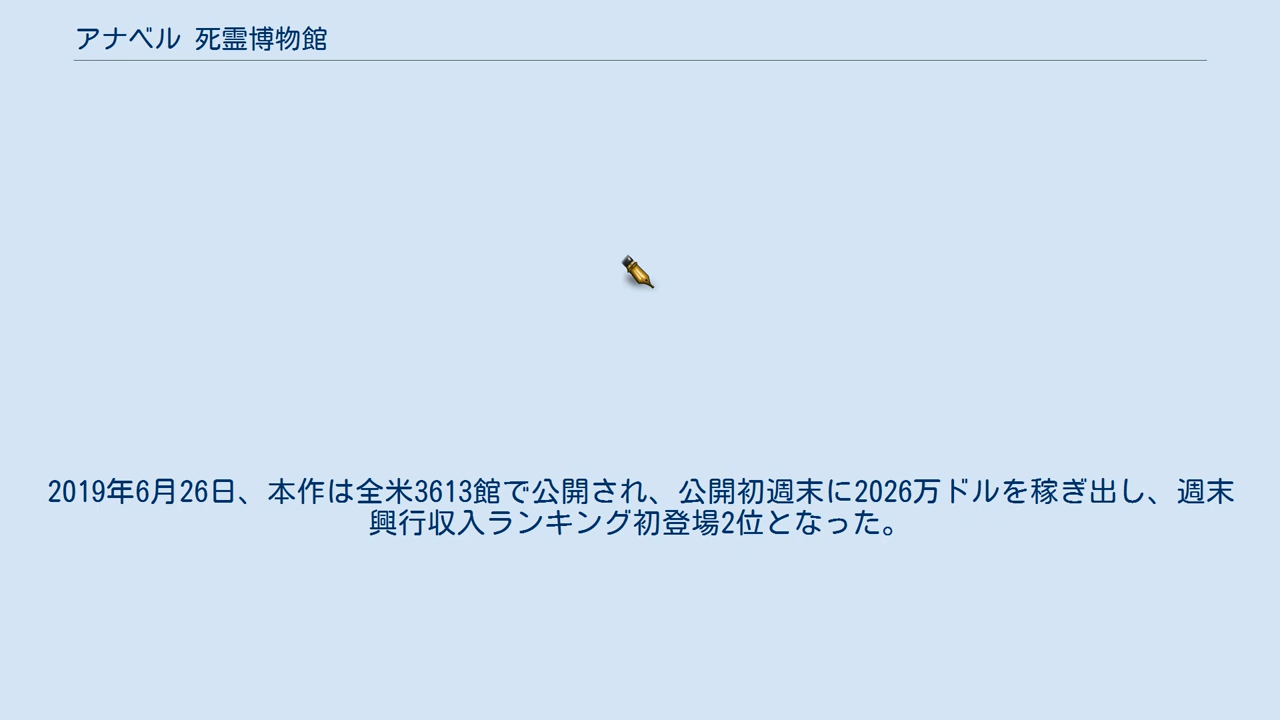 アナベル 死霊博物館
2019年6月26日、本作は全米3613館で公開され、公開初週末に2026万ドルを稼ぎ出し、週末
興行収入ランキング初登場2位となった。